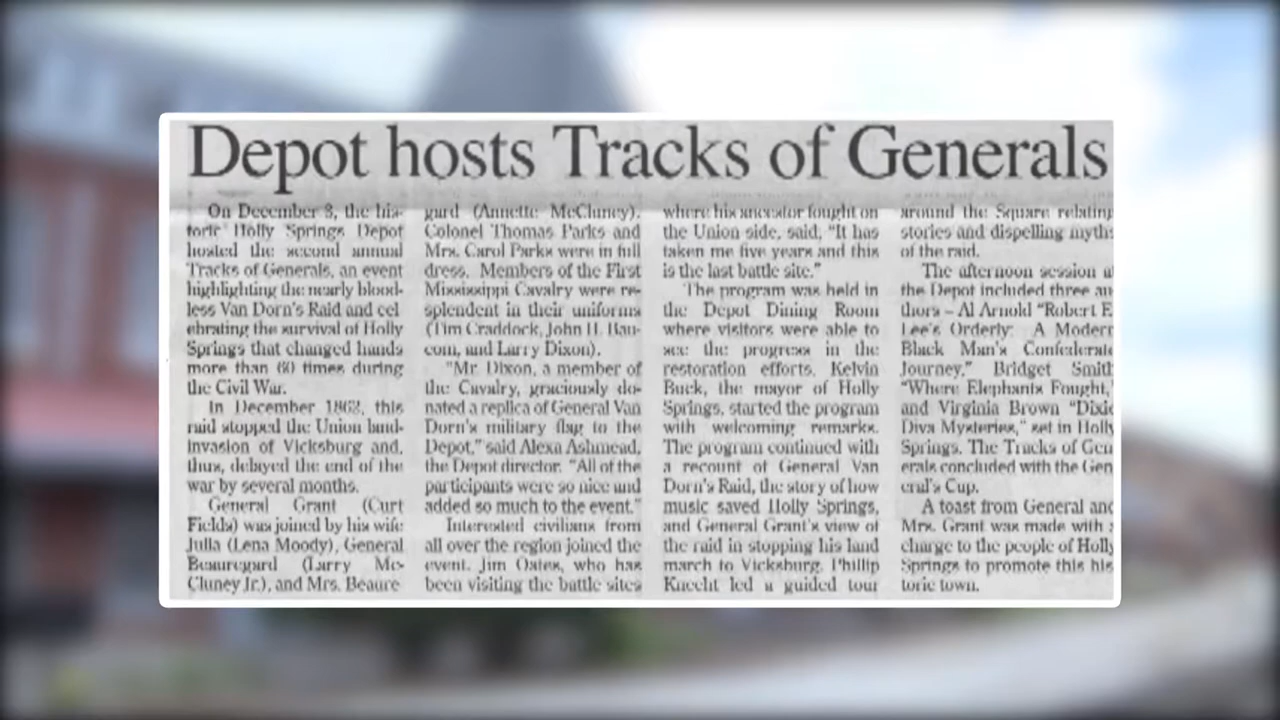 Depot hosts Tracks of Generals
On December 8, the his-
toric Holly Springs Depot
hosted the second annual
Tracks of Generals, an event
highlighting the nearly blood-
less Van Dorn's Raid and cel-
ebrating the survival of Holly
Springs that changed hands
more than 60 times during
the Civil War.
In December 1862, this
raid stopped the Union land-
invasion of Vicksburg and,
thus, delayed the end of the
war by several months.
General Grant (Curt
Fields) was joined by his wife
Julia (Lena Moody), General
Beauregard (Larry Mc-
Cluney Jr.), and Mrs. Beaure-
gard (Annette McCluney).
Colonel Thomas Parks and
Mrs. Carol Parks were in full
dress. Members of the First
Mississippi Cavalry were re-
splendent in their uniforms
(Tim Craddock, John H. Bau-
com, and Larry Dixon).
"Mr. Dixon, a member of
the Cavalry, graciously do-
nated a replica of General Van
Dorn's military flag to the
Depot," said Alexa Ashmead,
the Depot director. "All of the
participants were so nice and
added so much to the event."
Interested civilians from
all over the region joined the
event. Jim Oates, who has
been visiting the battle sites
where his ancestor fought on
the Union side, said, "It has
taken me five years and this
is the last battle site."
The program was held in
the Depot Dining Room
where visitors were able to
see the progress in the
restoration efforts. Kelvin
Buck, the mayor of Holly
Springs, started the program
with welcoming remarks.
The program continued with
a recount of General Van
Dorn's Raid, the story of how
music saved Holly Springs,
and General Grant's view of
the raid in stopping his land
march to Vicksburg. Phillip
Knecht led a guided tour
around the Square relating
stories and dispelling myths
of the raid.
The afternoon session at
the Depot included three au-
thors – Al Arnold "Robert E.
Lee's Orderly: A Modern
Black Man's Confederate
Journey," Bridget Smith
"Where Elephants Fought,"
and Virginia Brown "Dixie
Diva Mysteries," set in Holly
Springs. The Tracks of Gen
erals concluded with the Gen
eral's Cup.
A toast from General and
Mrs. Grant was made with a
charge to the people of Holly
Springs to promote this his
toric town.